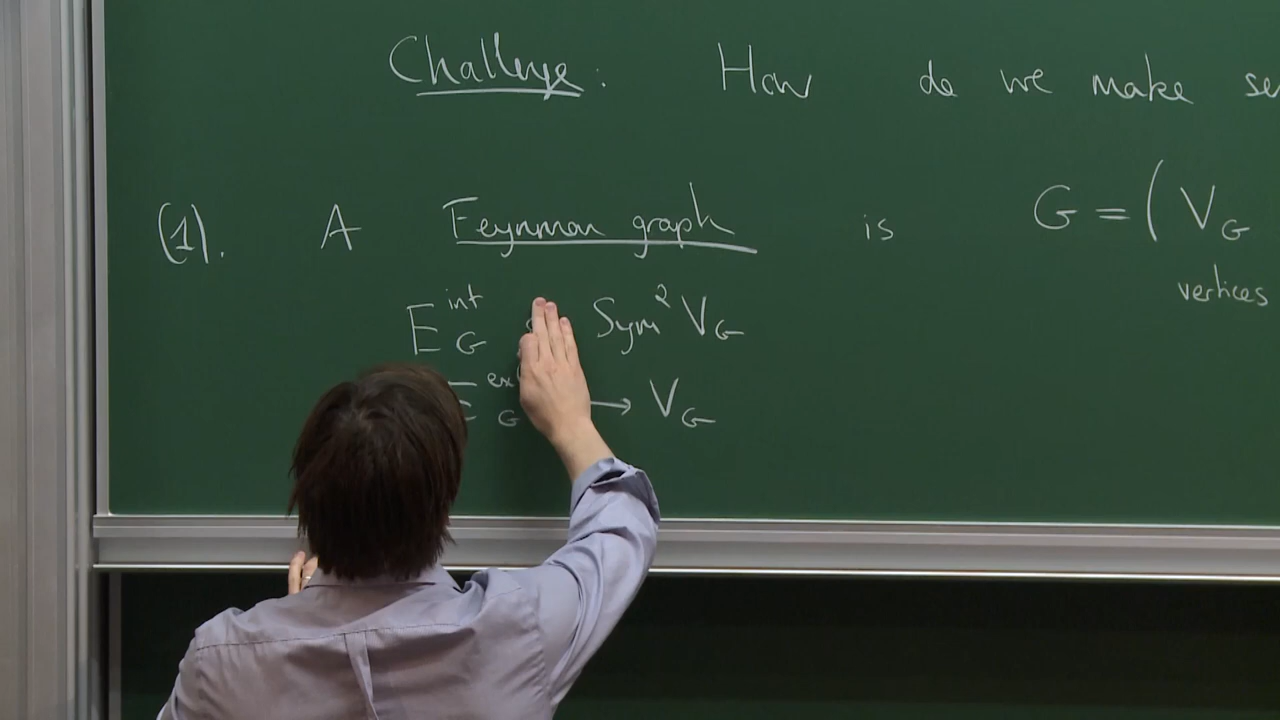 Challenge: How do we make se
(1). A Feynman graph is G = ( V_G
vertices
E_G^int Sym² V_G
E_G^ext → V_G